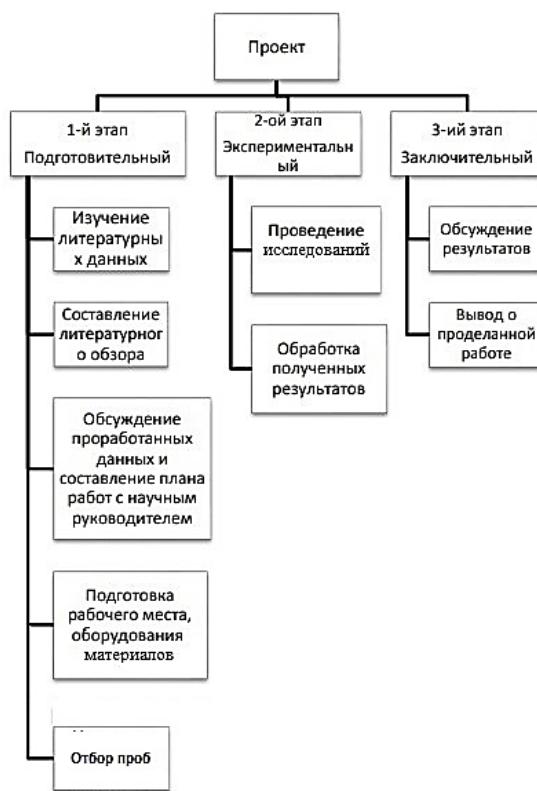 Проект
1-й этап
Подготовительный
Изучение
литературны
х данных
Составление
литературног
о обзора
Обсуждение
проработанных
данных и
составление плана
работ с научным
руководителем
Подготовка
рабочего места,
оборудования
материалов
Отбор проб
2-ой этап
Экспериментальн
ый
Проведение
исследований
Обработка
полученных
результатов
3-ий этап
Заключительный
Обсуждение
результатов
Вывод о
проделанной
работе